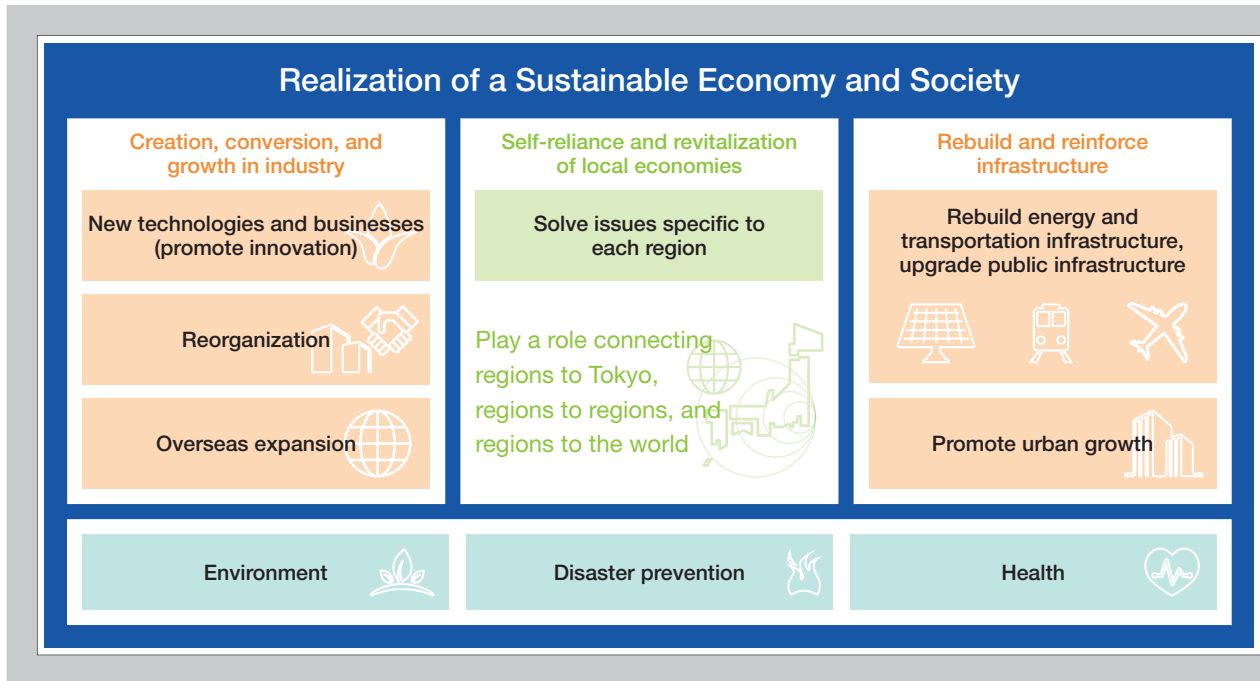 Realization of a Sustainable Economy and Society
Creation, conversion, and
growth in industry
New technologies and businesses
(promote innovation)
Reorganization
Overseas expansion
Self-reliance and revitalization
of local economies
Solve issues specific to
each region
Play a role connecting
regions to Tokyo,
regions to regions, and
regions to the world
Rebuild and reinforce
infrastructure
Rebuild energy and
transportation infrastructure,
upgrade public infrastructure
Promote urban growth
Environment
Disaster prevention
Health